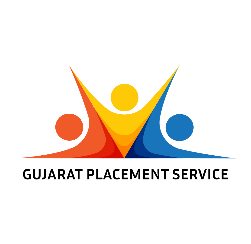 GUJARAT PLACEMENT SERVICE